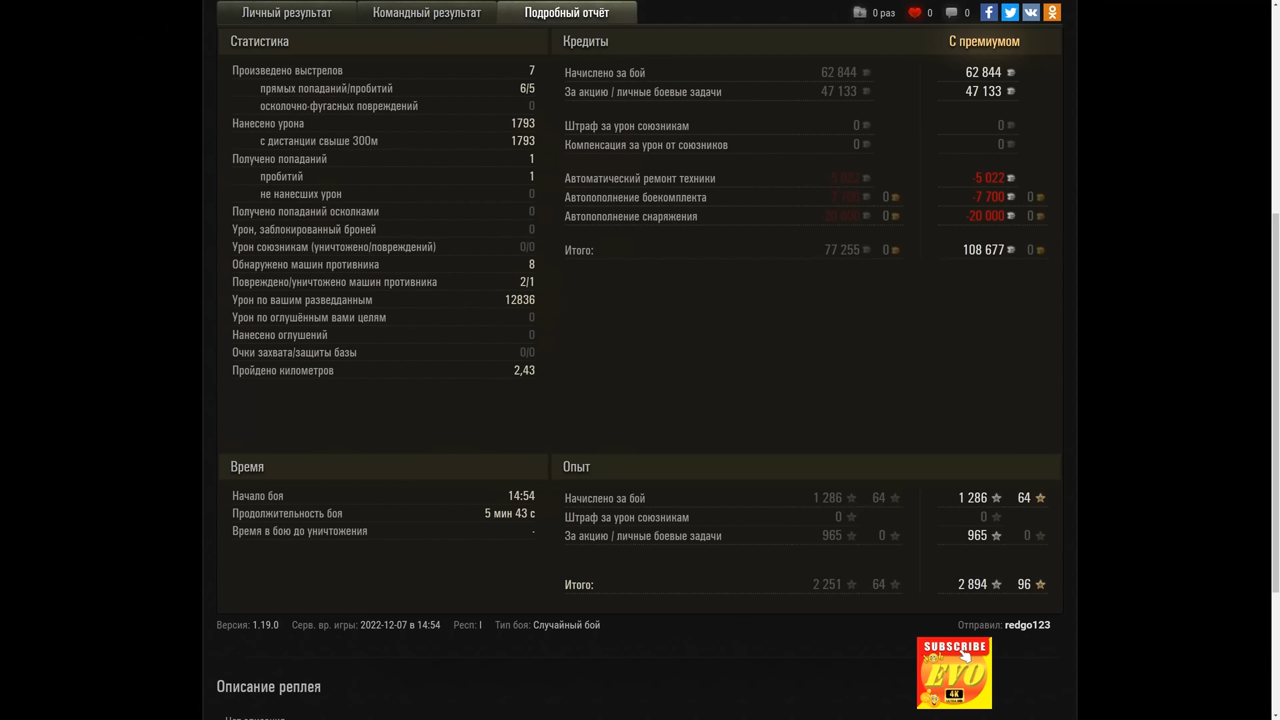 Личный результат Командный результат Подробный отчёт 0 раз 0 0
Статистика Кредиты С премиумом
Произведено выстрелов 7
прямых попаданий/пробитий 6/5
осколочно-фугасных повреждений 0
Нанесено урона 1793
с дистанции свыше 300м 1793
Получено попаданий 1
пробитий 1
не нанесших урон 0
Получено попаданий осколками 0
Урон, заблокированный броней 0
Урон союзникам (уничтожено/повреждений) 0/0
Обнаружено машин противника 8
Повреждено/уничтожено машин противника 2/1
Урон по вашим разведданным 12836
Урон по оглушённым вами целям 0
Нанесено оглушений 0
Очки захвата/защиты базы 0/0
Пройдено километров 2,43
Начислено за бой 62 844 62 844
За акцию / личные боевые задачи 47 133 47 133
Штраф за урон союзникам 0 0
Компенсация за урон от союзников 0 0
Автоматический ремонт техники -5 022 -5 022
Автопополнение боекомплекта -7 700 0 -7 700 0
Автопополнение снаряжения -20 000 0 -20 000 0
Итого: 77 255 0 108 677 0
Время
Начало боя 14:54
Продолжительность боя 5 мин 43 с
Время в бою до уничтожения -
Опыт
Начислено за бой 1 286 64 1 286 64
Штраф за урон союзникам 0 0
За акцию / личные боевые задачи 965 0 965 0
Итого: 2 251 64 2 894 96
Версия: 1.19.0 Серв. вр. игры: 2022-12-07 в 14:54 Респ: I Тип боя: Случайный бой Отправил: redgo123
SUBSCRIBE
EVO
4K
Описание реплея